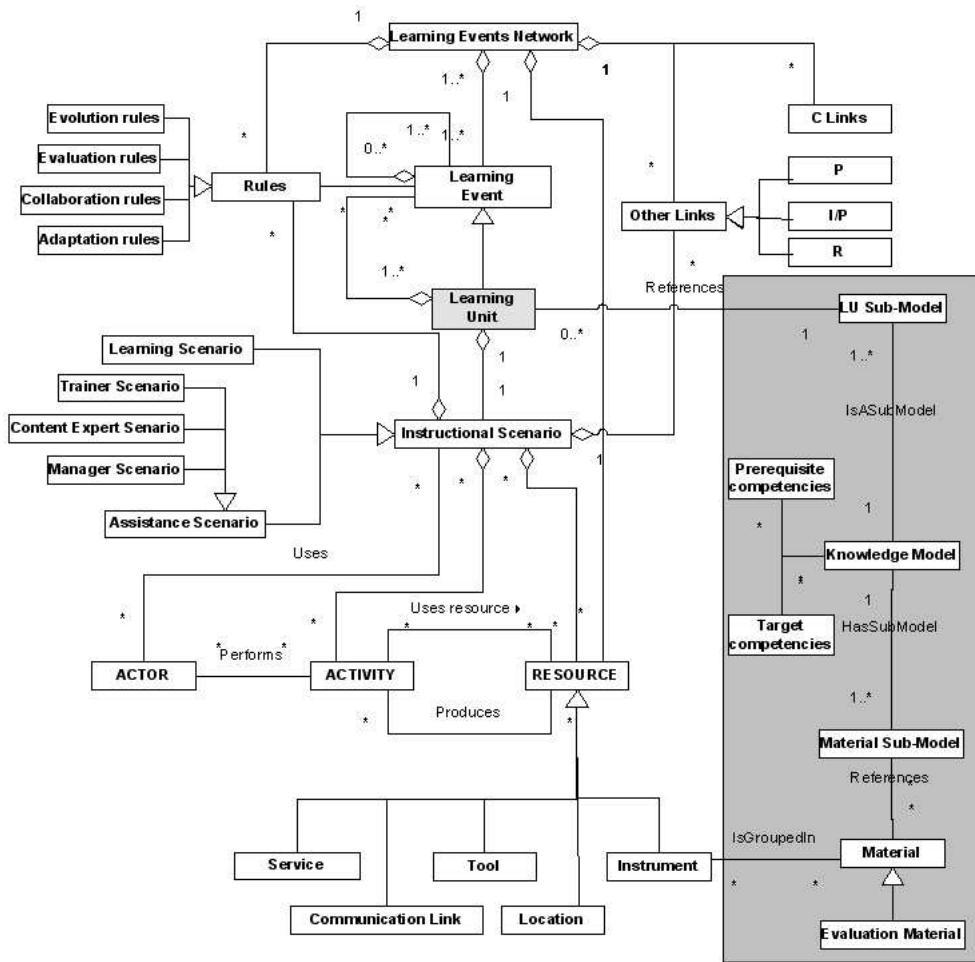 1
Learning Events Network
1..*
1
1
*
Evolution rules
1..*
1..*
C Links
Evaluation rules
*
0..*
*
P
Rules
Learning
Event
Collaboration rules
I/P
*
*
*
Other Links
Adaptation rules
*
R
1..*
*
References
Learning
Unit
LU Sub-Model
0..*
1
Learning Scenario
1
1..*
Trainer Scenario
1
1
IsASubModel
Content Expert Senario
Instructional Scenario
1
Manager Scenario
*
*
*
Prerequisite
competencies
1
Assistance Scenario
*
Uses
Knowledge Model
*
1
Uses resource
*
*
*
*
*
*
Target
competencies
HasSubModel
*
*
Performs
ACTOR
ACTIVITY
RESOURCE
1..*
*
Produces
*
Material Sub-Model
References
*
*
IsGroupedIn
Service
Tool
Instrument
Material
*
*
Communication Link
Location
Evaluation Material